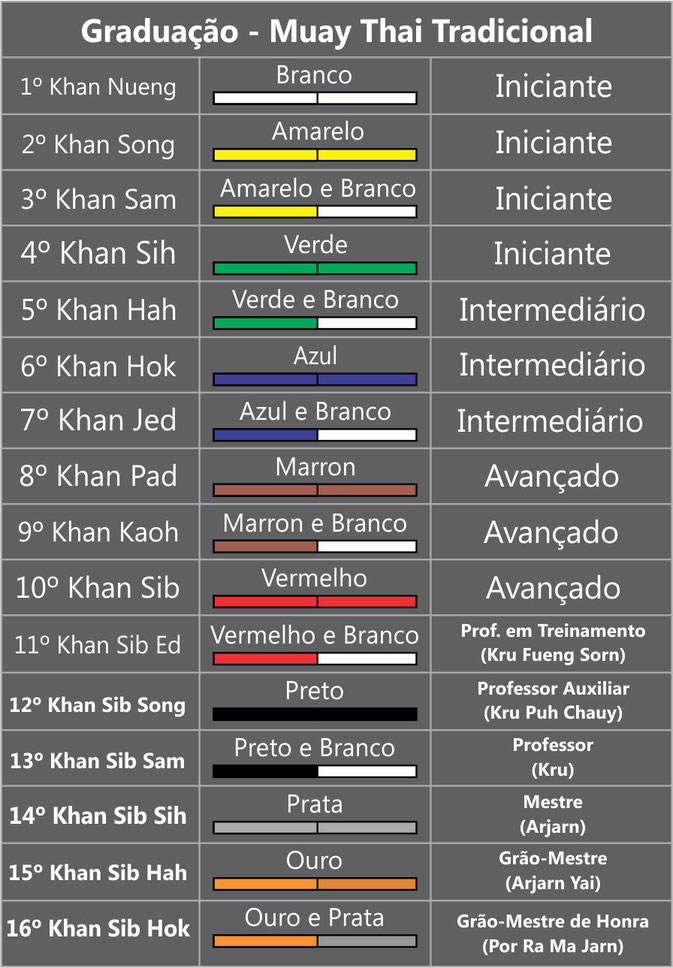 Graduação - Muay Thai Tradicional
1º Khan Nueng
Branco
Iniciante
2º Khan Song
Amarelo
Iniciante
3º Khan Sam
Amarelo e Branco
Iniciante
4º Khan Sih
Verde
Iniciante
5º Khan Hah
Verde e Branco
Intermediário
6º Khan Hok
Azul
Intermediário
7º Khan Jed
Azul e Branco
Intermediário
8º Khan Pad
Marron
Avançado
9º Khan Kaoh
Marron e Branco
Avançado
10º Khan Sib
Vermelho
Avançado
11º Khan Sib Ed
Vermelho e Branco
Prof. em Treinamento
(Kru Fueng Sorn)
12º Khan Sib Song
Preto
Professor Auxiliar
(Kru Puh Chauy)
13º Khan Sib Sam
Preto e Branco
Professor
(Kru)
14º Khan Sib Sih
Prata
Mestre
(Arjarn)
15º Khan Sib Hah
Ouro
Grão-Mestre
(Arjarn Yai)
16º Khan Sib Hok
Ouro e Prata
Grão-Mestre de Honra
(Por Ra Ma Jarn)